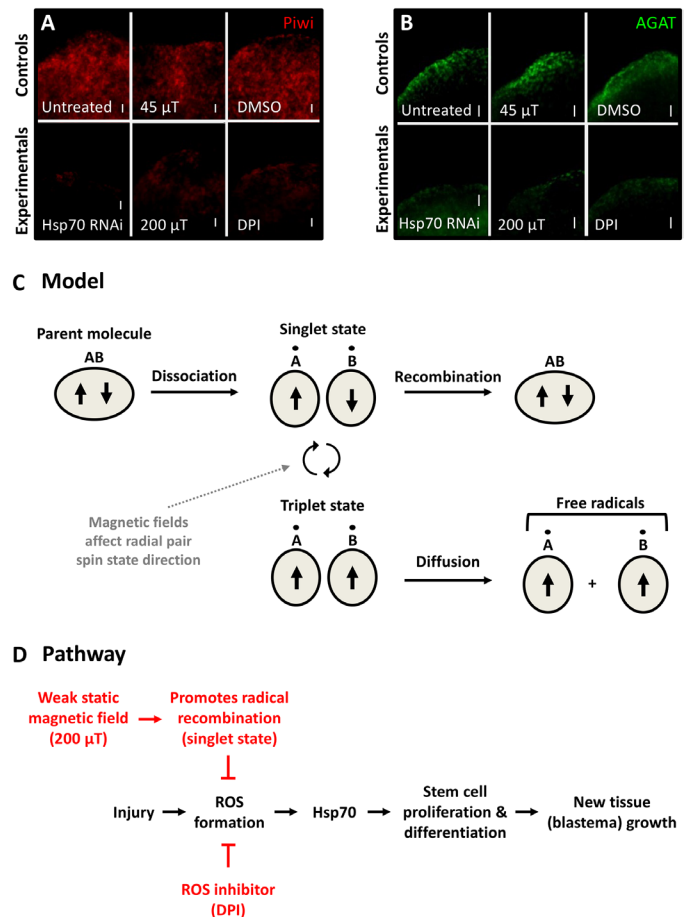 A
Piwi
Controls
Untreated
45 µT
DMSO
Experimentals
Hsp70 RNAi
200 µT
DPI
B
AGAT
Controls
Untreated
45 µT
DMSO
Experimentals
Hsp70 RNAi
200 µT
DPI
C Model
Parent molecule
AB
Dissociation
Singlet state
A B
Recombination
AB
Magnetic fields
affect radial pair
spin state direction
Triplet state
A B
Diffusion
Free radicals
A + B
D Pathway
Weak static
magnetic field
(200 µT)
Promotes radical
recombination
(singlet state)
Injury
ROS
formation
Hsp70
Stem cell
proliferation &
differentiation
New tissue
(blastema) growth
ROS inhibitor
(DPI)